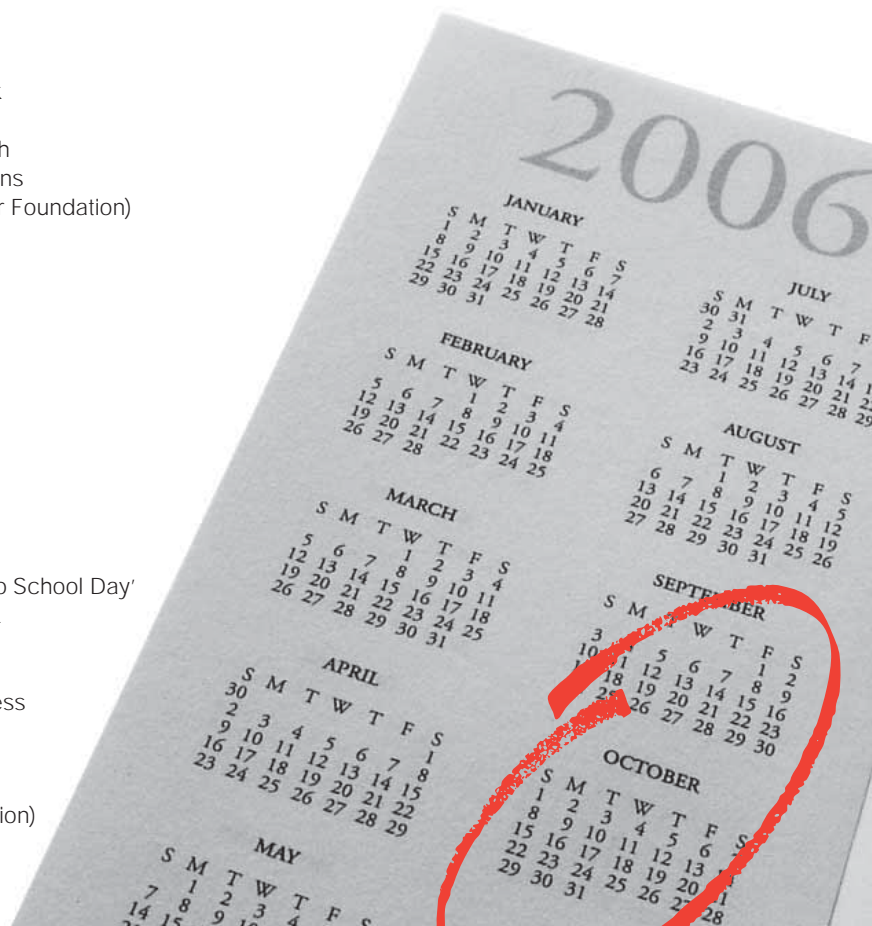 h
ns
r Foundation)
o School Day'
ess
ion)
2006
JANUARY
S M T W T F S
1 2 3 4 5 6 7
8 9 10 11 12 13 14
15 16 17 18 19 20 21
22 23 24 25 26 27 28
29 30 31
FEBRUARY
S M T W T F S
1 2 3 4
5 6 7 8 9 10 11
12 13 14 15 16 17 18
19 20 21 22 23 24 25
26 27 28
MARCH
S M T W T F S
1 2 3 4
5 6 7 8 9 10 11
12 13 14 15 16 17 18
19 20 21 22 23 24 25
26 27 28 29 30 31
APRIL
S M T W T F S
30 1
2 3 4 5 6 7 8
9 10 11 12 13 14 15
16 17 18 19 20 21 22
23 24 25 26 27 28 29
MAY
S M T W T F S
1 2 3 4
7 8 9 10
14 15
JULY
S M T W T F
30 31
2 3 4 5 6 7
9 10 11 12 13 14
16 17 18 19 20 21
23 24 25 26 27 28 29
AUGUST
S M T W T F S
1 2 3 4 5
6 7 8 9 10 11 12
13 14 15 16 17 18 19
20 21 22 23 24 25 26
27 28 29 30 31
SEPTEMBER
S M W T F S
1 2
3 5 6 7 8 9
10 11 12 13 14 15 16
18 19 20 21 22 23
25 26 27 28 29 30
OCTOBER
S M T W T F S
1 2 3 4 5 6
8 9 10 11 12 13
15 16 17 18 19 20 21
22 23 24 25 26 27 28
29 30 31